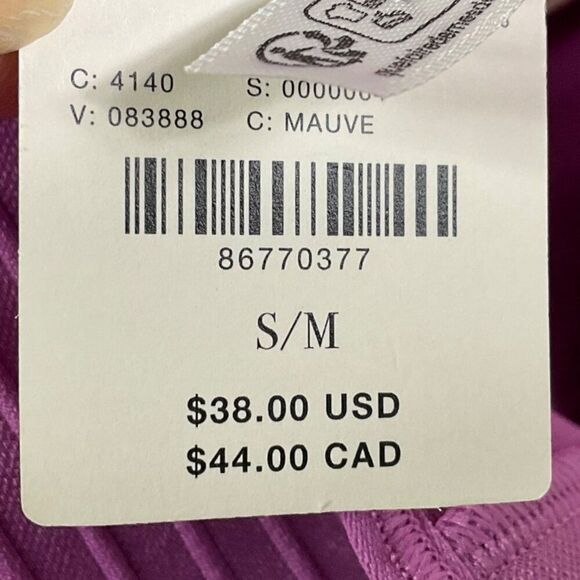 C: 4140 S: 000000
V: 083888 C: MAUVE
86770377
S/M
$38.00 USD
$44.00 CAD